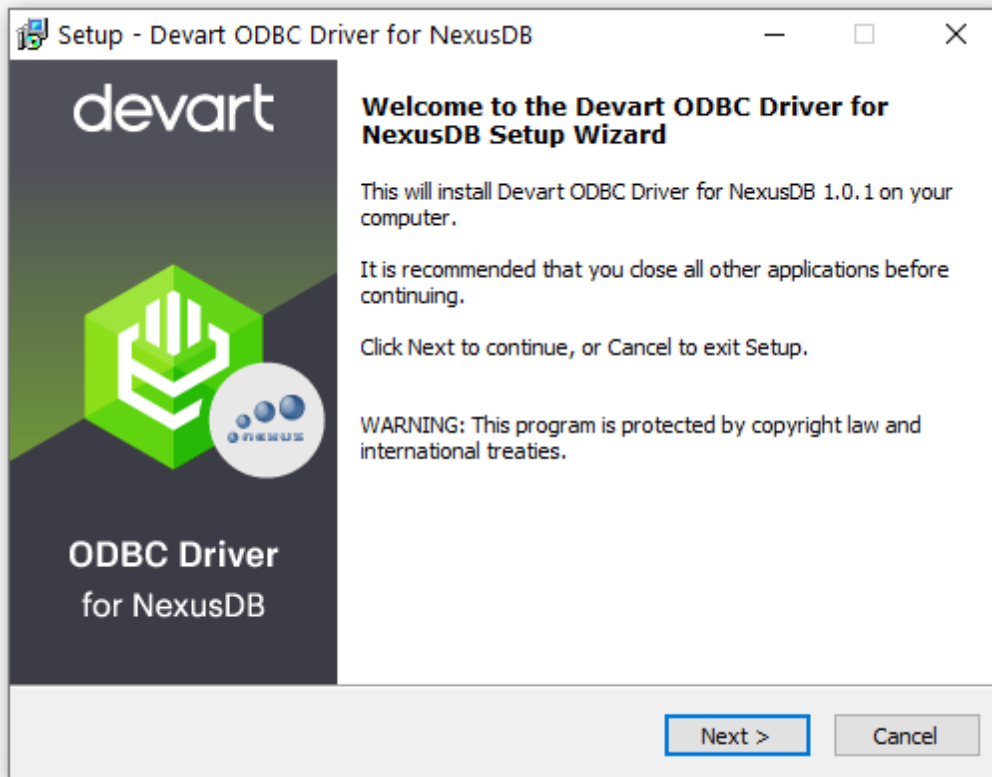 Setup - Devart ODBC Driver for NexusDB
devart
Welcome to the Devart ODBC Driver for
NexusDB Setup Wizard
This will install Devart ODBC Driver for NexusDB 1.0.1 on your
computer.
It is recommended that you close all other applications before
continuing.
Click Next to continue, or Cancel to exit Setup.
WARNING: This program is protected by copyright law and
international treaties.
nexus
ODBC Driver
for NexusDB
Next >
Cancel